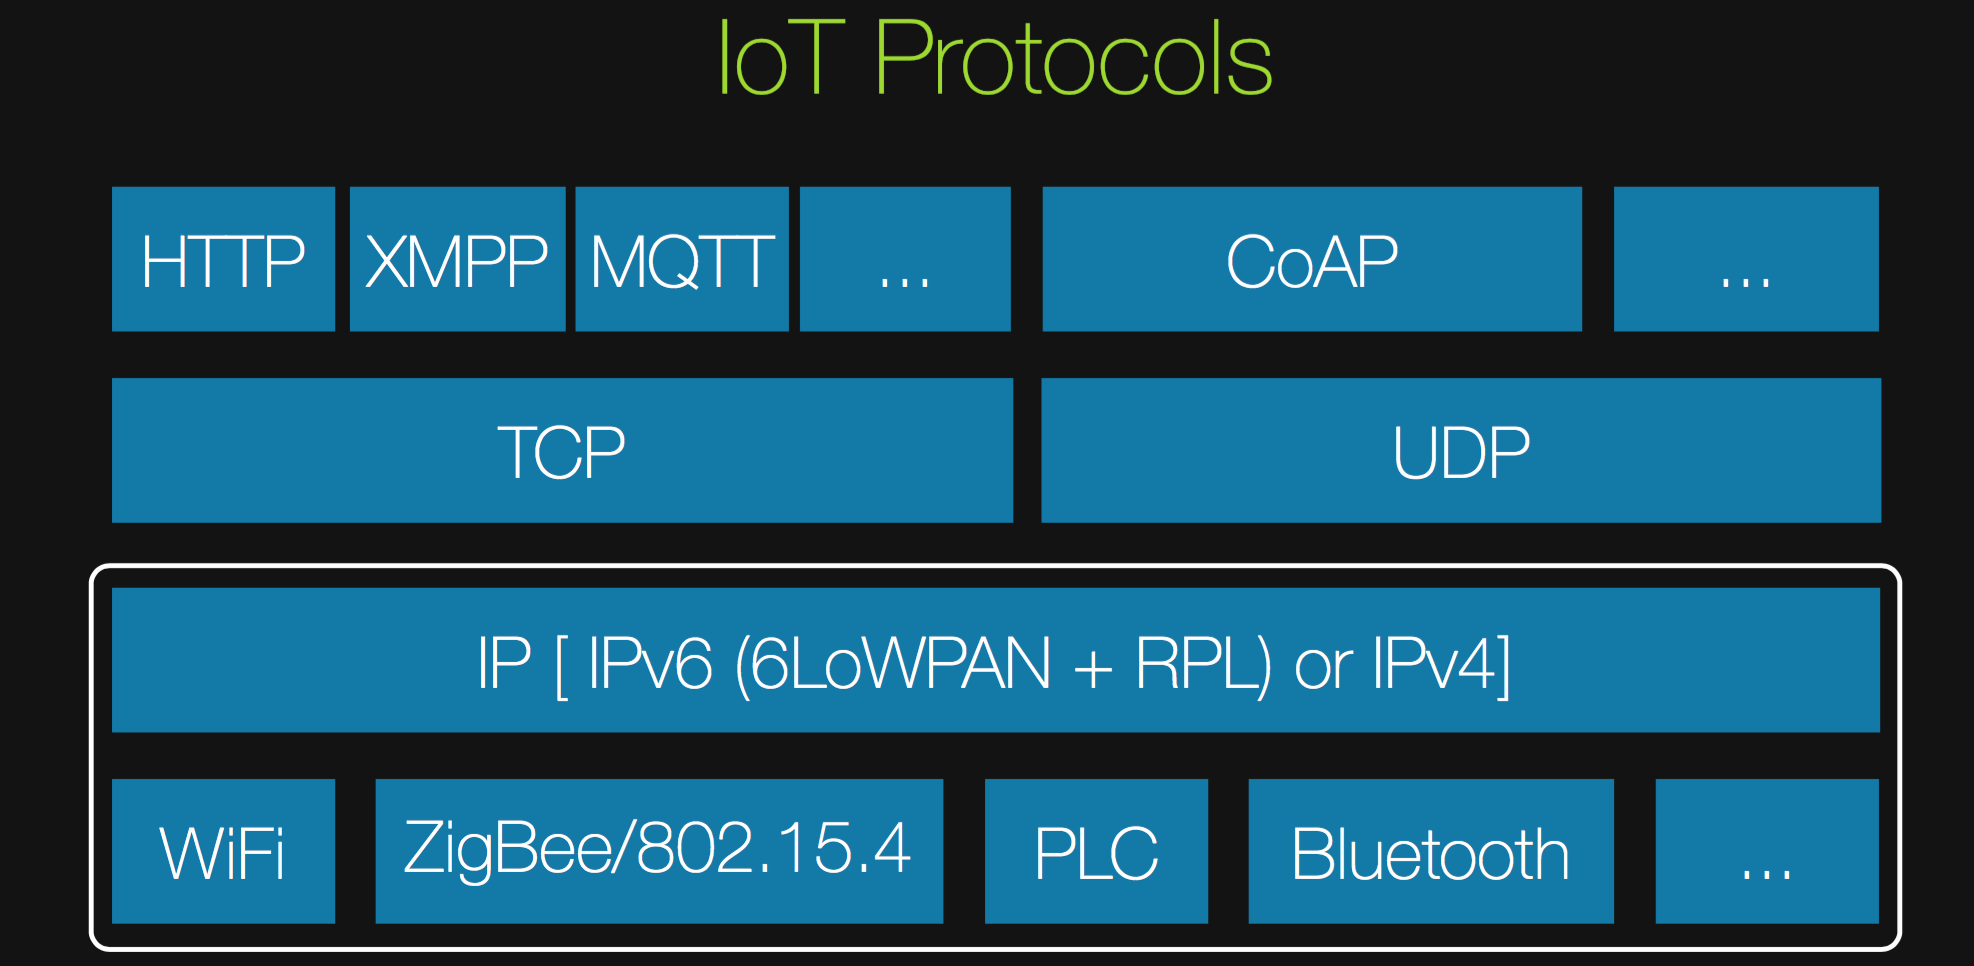 IoT Protocols
HTTP XMPP MQTT ... CoAP ...
TCP UDP
IP [ IPv6 (6LoWPAN + RPL) or IPv4]
WiFi ZigBee/802.15.4 PLC Bluetooth ...